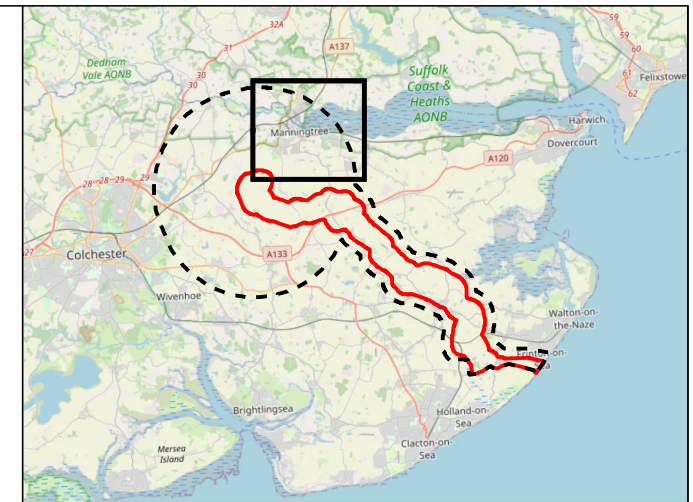 32A
59
A137
31
60
Dedham
Vale AONB
Suffolk
Coast &
Heaths
AONB
30
61
Felixstowe
30
62
Manningtree
Harwich
A120
Dovercourt
28
28
29
29
27
Colchester
A133
Wivenhoe
Walton-on-
the-Naze
Frinton-on-
Sea
Brightlingsea
Holland-on-
Sea
Clacton-on-
Sea
Mersea
Island